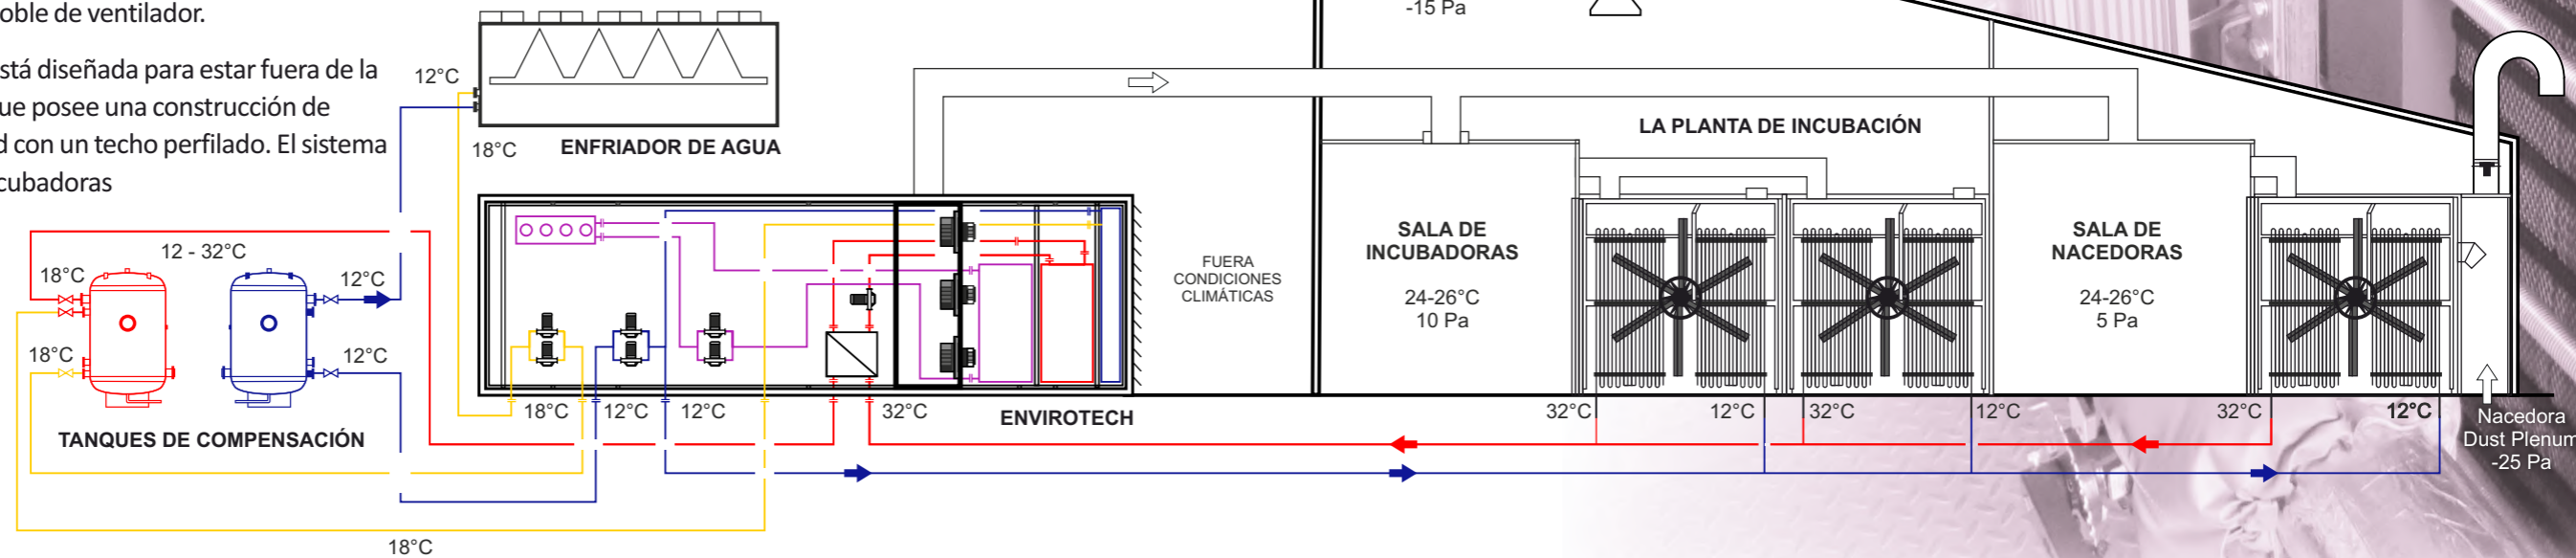 oble de ventilador.
stá diseñada para estar fuera de la
ue posee una construcción de
d con un techo perfilado. El sistema
cubadoras
12°C
18°C
ENFRIADOR DE AGUA
-15 Pa
LA PLANTA DE INCUBACIÓN
12 - 32°C
18°C
12°C
18°C
12°C
TANQUES DE COMPENSACIÓN
18°C
12°C
12°C
32°C
ENVIROTECH
18°C
FUERA
CONDICIONES
CLIMÁTICAS
SALA DE
INCUBADORAS
24-26°C
10 Pa
SALA DE
NACEDORAS
24-26°C
5 Pa
32°C
12°C
32°C
12°C
32°C
12°C
Nacedora
Dust Plenum
-25 Pa